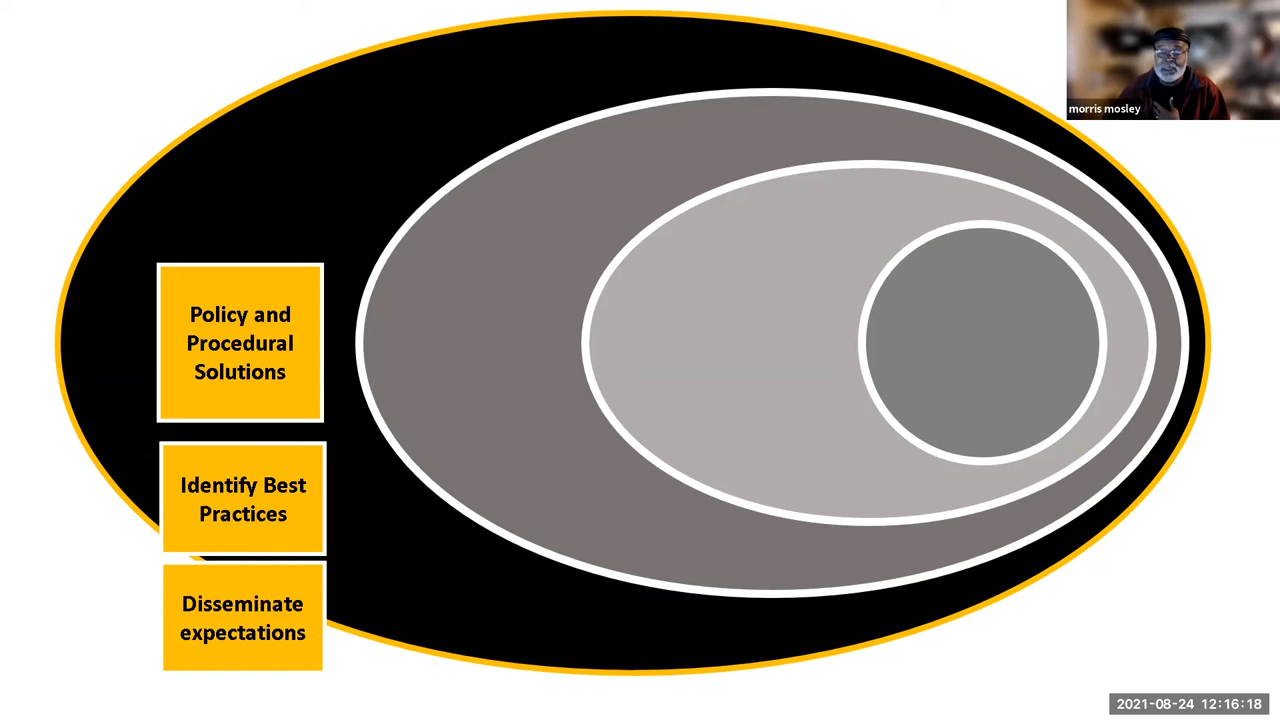 morris mosley
Policy and
Procedural
Solutions
Identify Best
Practices
Disseminate
expectations
2021-08-24 12:16:18